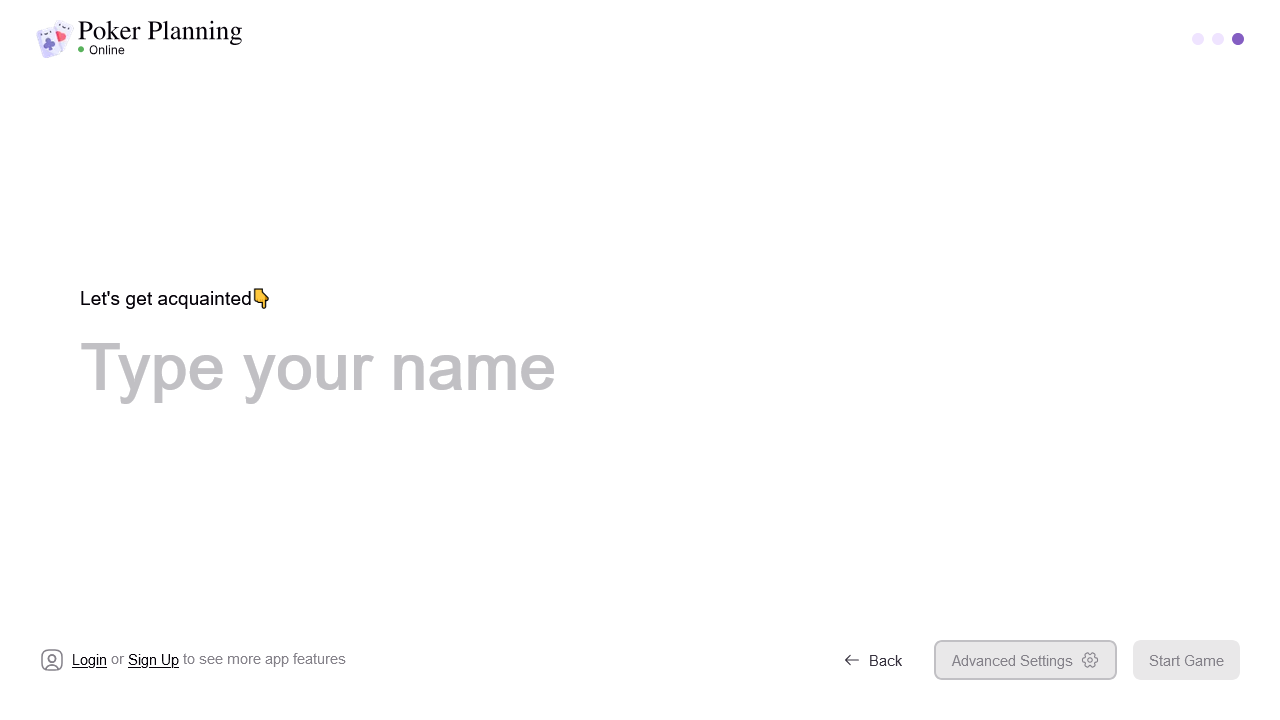 Poker Planning
Online
Let's get acquainted👇
Type your name
Login or Sign Up to see more app features
Back
Advanced Settings
Start Game